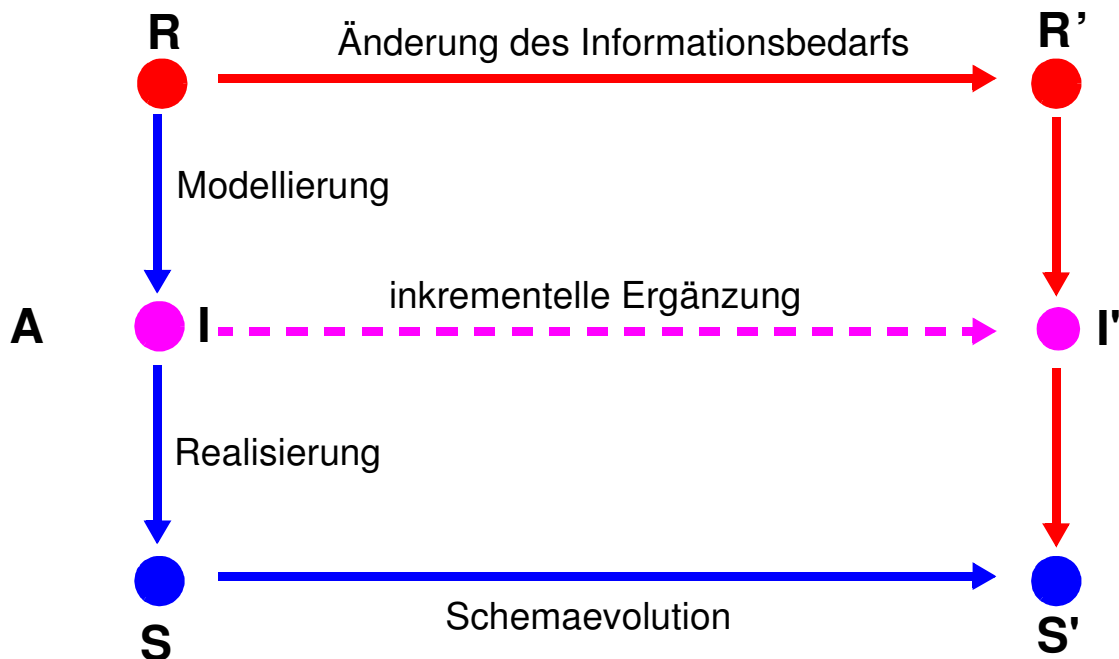 R
Änderung des Informationsbedarfs
R’
Modellierung
inkrementelle Ergänzung
A
I
I'
Realisierung
Schemaevolution
S
S'